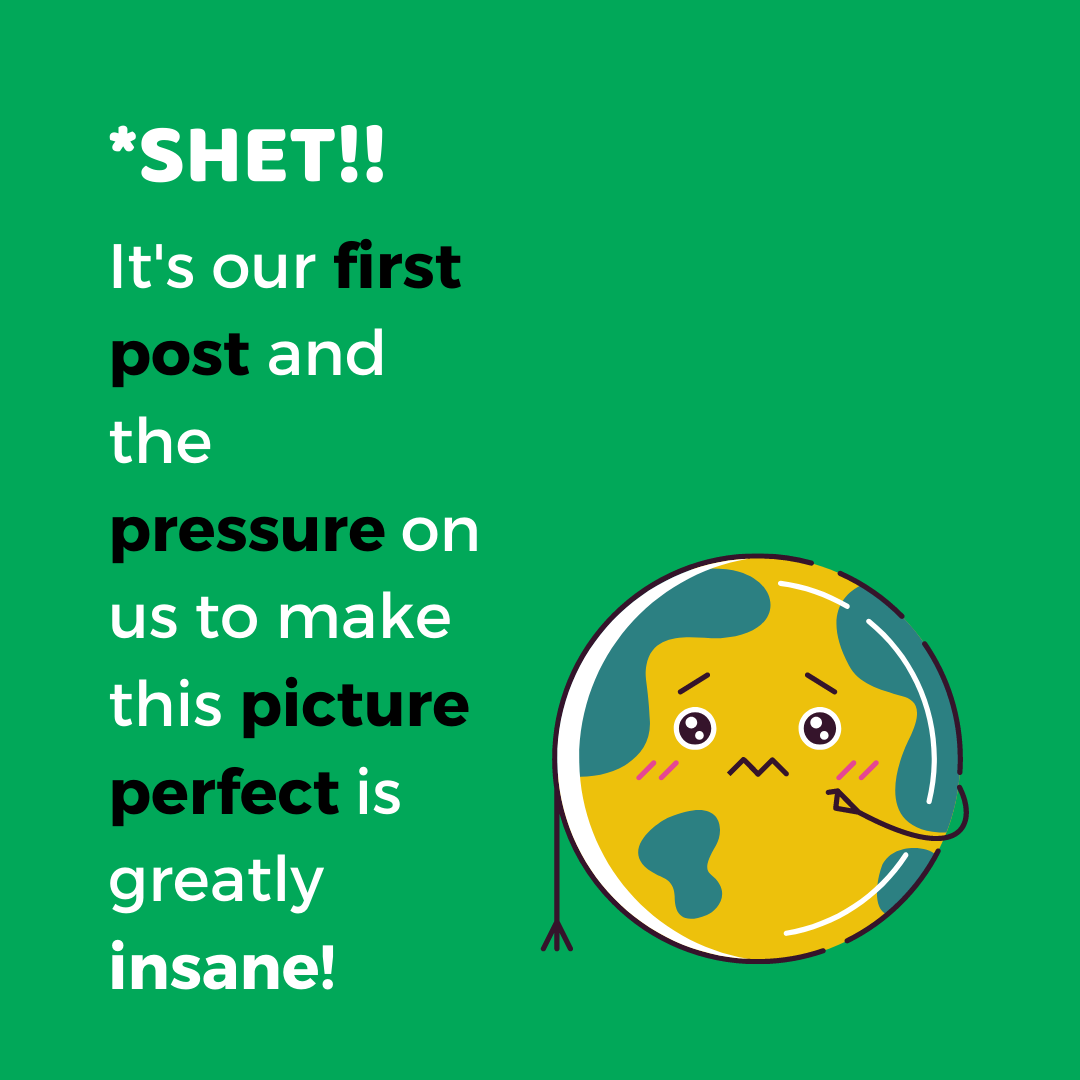 *SHET!!
It's our first
post and
the
pressure on
us to make
this picture
perfect is
greatly
insane!